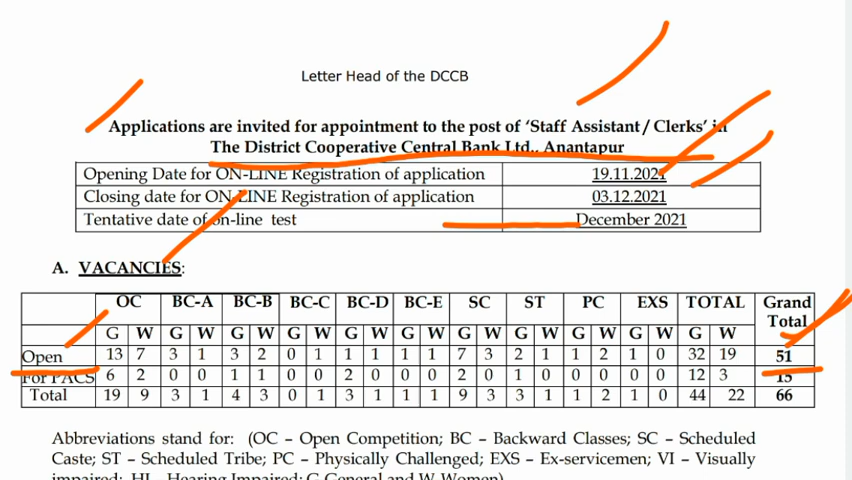 Letter Head of the DCCB
Applications are invited for appointment to the post of ‘Staff Assistant/ Clerks’ in
The District Cooperative Central Bank Ltd., Anantapur
Opening Date for ON-LINE Registration of application 19.11.2021
Closing date for ON-LINE Registration of application 03.12.2021
Tentative date of on-line test December 2021
A. VACANCIES:
OC BC-A BC-B BC-C BC-D BC-E SC ST PC EXS TOTAL Grand Total
G W G W G W G W G W G W G W G W G W G W G W
Open 13 7 3 1 3 2 0 1 1 1 1 1 7 3 2 1 1 2 1 0 32 19 51
For PACS 6 2 0 0 1 1 0 0 2 0 0 0 2 0 1 0 0 0 0 0 12 3 15
Total 19 9 3 1 4 3 0 1 3 1 1 1 9 3 3 1 1 2 1 0 44 22 66
Abbreviations stand for: (OC – Open Competition; BC – Backward Classes; SC – Scheduled
Caste; ST – Scheduled Tribe; PC – Physically Challenged; EXS – Ex-servicemen; VI – Visually
impaired; HI – Hearing Impaired; G General and W Women)